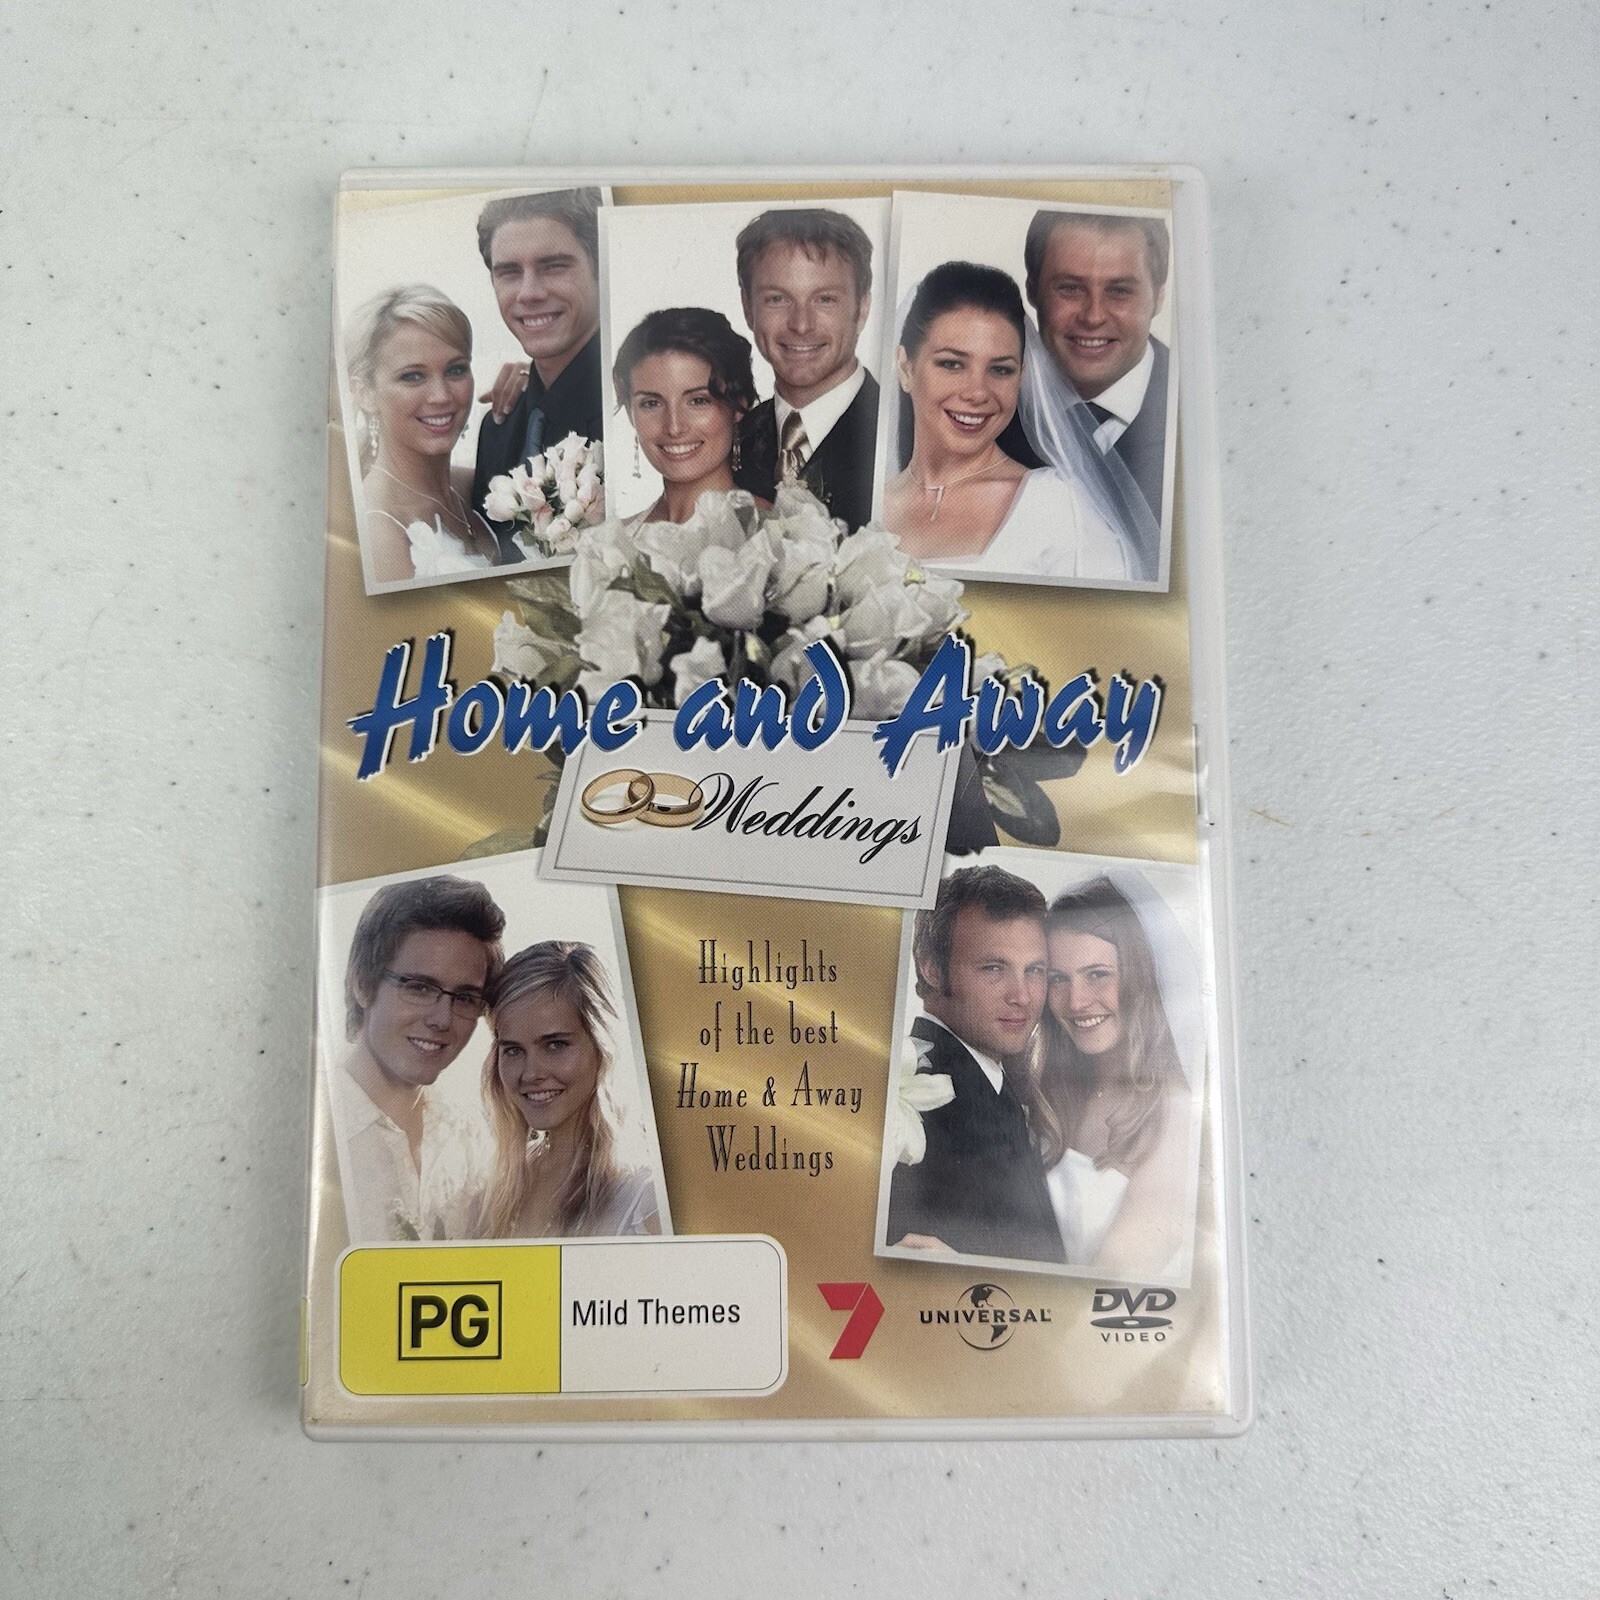 Home and Away
Weddings
Highlights
of the best
Home & Away
Weddings
PG
Mild Themes
7
UNIVERSAL
DVD
VIDEO